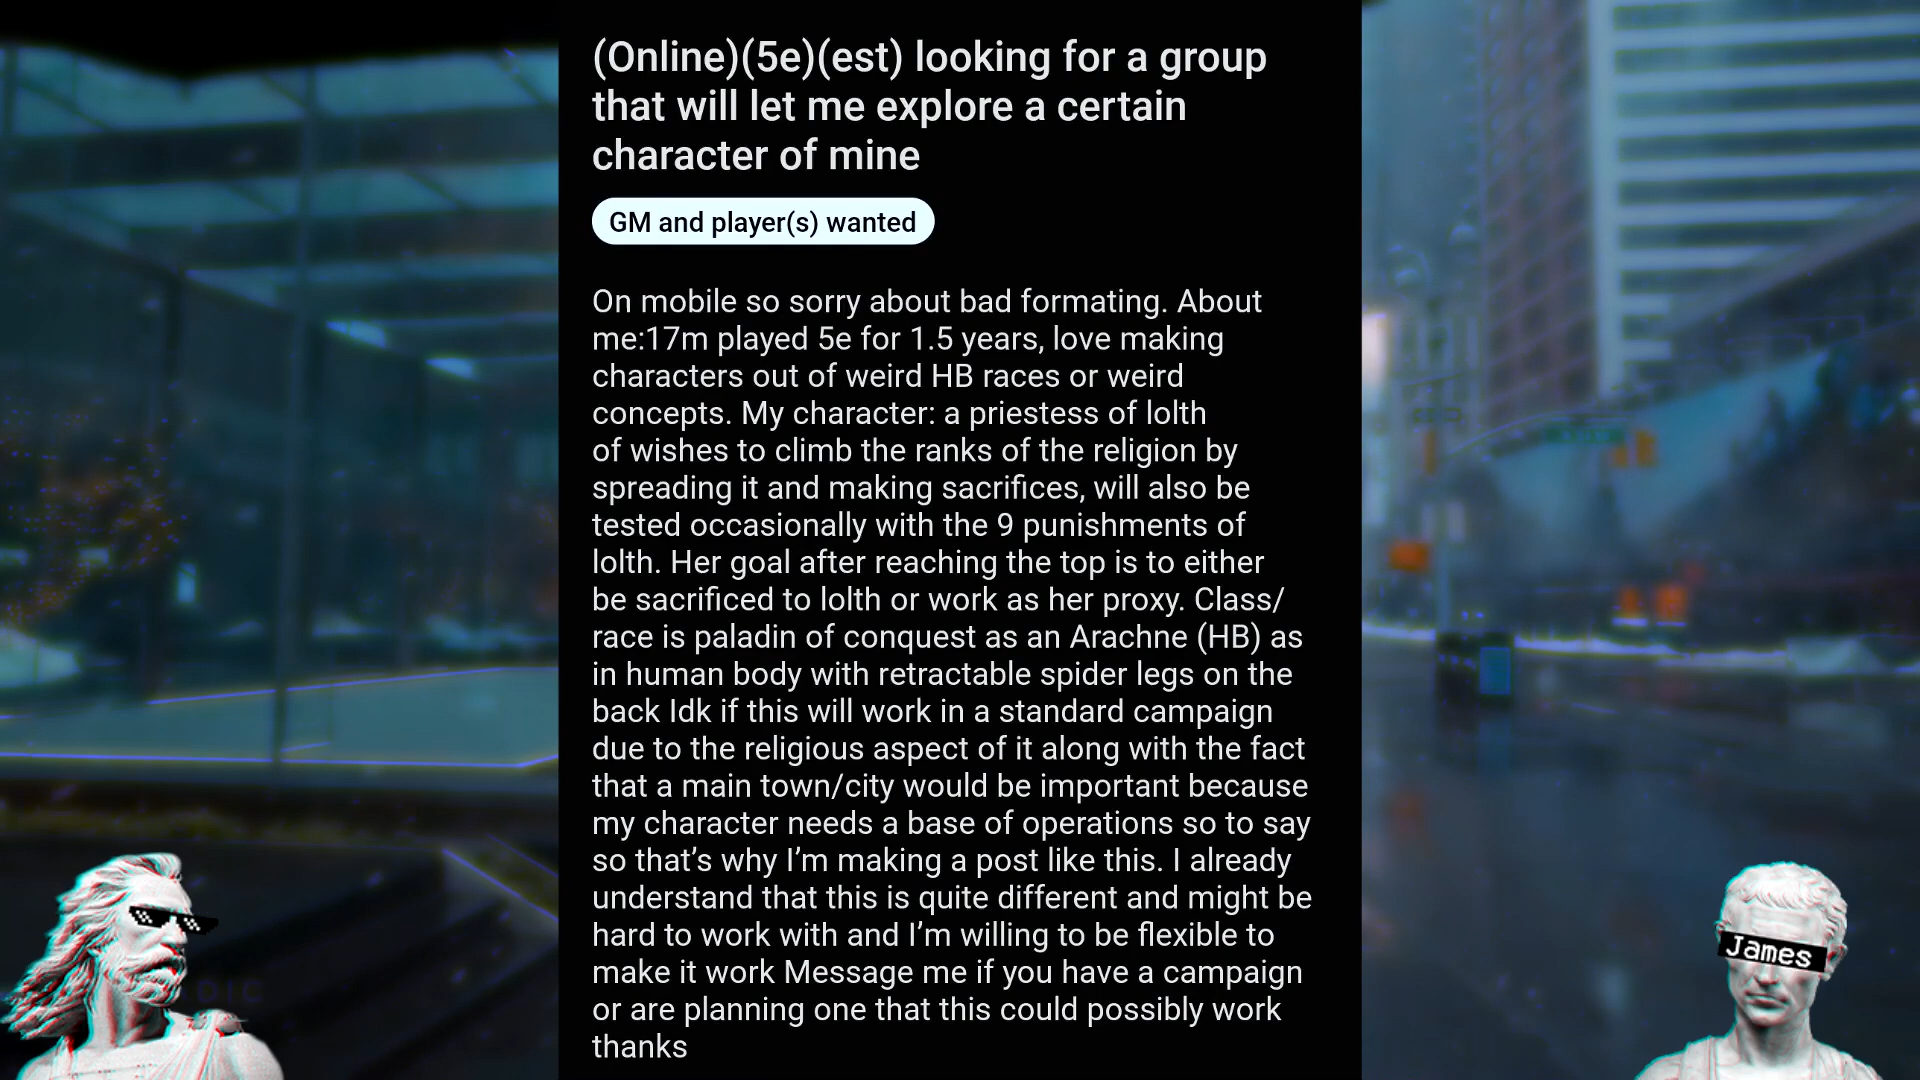 (Online)(5e)(est) looking for a group
that will let me explore a certain
character of mine
GM and player(s) wanted
On mobile so sorry about bad formating. About
me:17m played 5e for 1.5 years, love making
characters out of weird HB races or weird
concepts. My character: a priestess of lolth
of wishes to climb the ranks of the religion by
spreading it and making sacrifices, will also be
tested occasionally with the 9 punishments of
lolth. Her goal after reaching the top is to either
be sacrificed to lolth or work as her proxy. Class/
race is paladin of conquest as an Arachne (HB) as
in human body with retractable spider legs on the
back Idk if this will work in a standard campaign
due to the religious aspect of it along with the fact
that a main town/city would be important because
my character needs a base of operations so to say
so that’s why I’m making a post like this. I already
understand that this is quite different and might be
hard to work with and I’m willing to be flexible to
make it work Message me if you have a campaign
or are planning one that this could possibly work
thanks
James